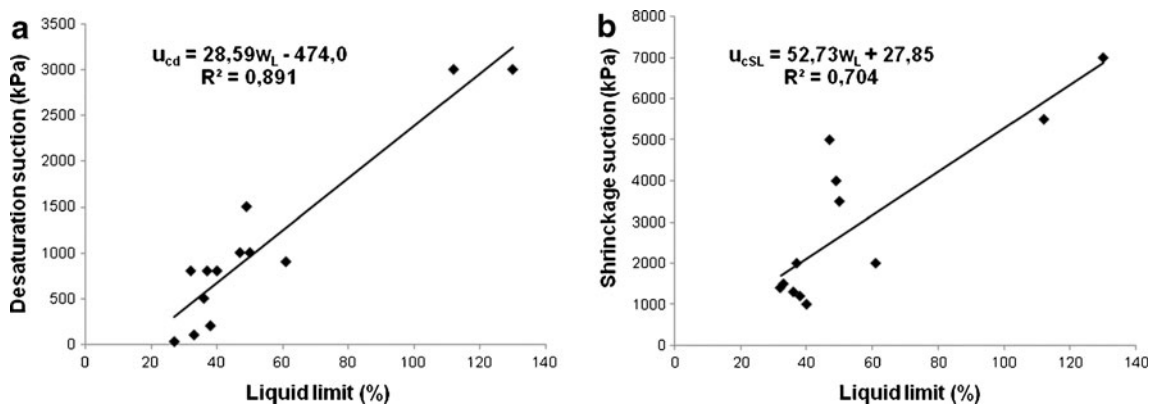 a
u_cd = 28,59w_L - 474,0
R² = 0,891
Desaturation suction (kPa)
3500
3000
2500
2000
1500
1000
500
0
0 20 40 60 80 100 120 140
Liquid limit (%)
b
u_cSL = 52,73w_L + 27,85
R² = 0,704
Shrinckage suction (kPa)
8000
7000
6000
5000
4000
3000
2000
1000
0
0 20 40 60 80 100 120 140
Liquid limit (%)